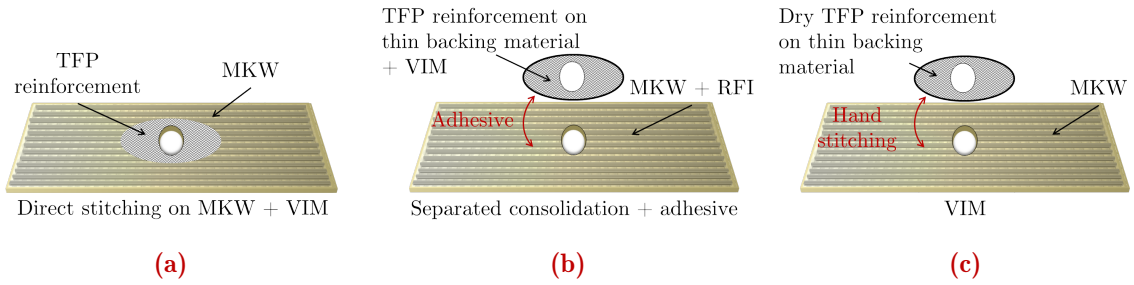 TFP
reinforcement
MKW
Direct stitching on MKW + VIM
(a)
TFP reinforcement on
thin backing material
+ VIM
MKW + RFI
Adhesive
Separated consolidation + adhesive
(b)
Dry TFP reinforcement
on thin backing
material
MKW
Hand
stitching
VIM
(c)